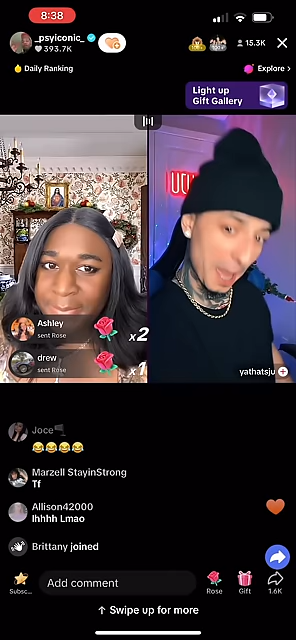 8:38
_psyiconic_
393.7K
15.3K
Daily Ranking
Explore >
Light up
Gift Gallery
Ashley
sent Rose
x2
drew
sent Rose
x1
yathatsju
Joce
😂😂😂😂
Marzell StayinStrong
Tf
Allison42000
Ihhhh Lmao
Brittany joined
Subsc...
Add comment
Rose
Gift
1.6K
Swipe up for more